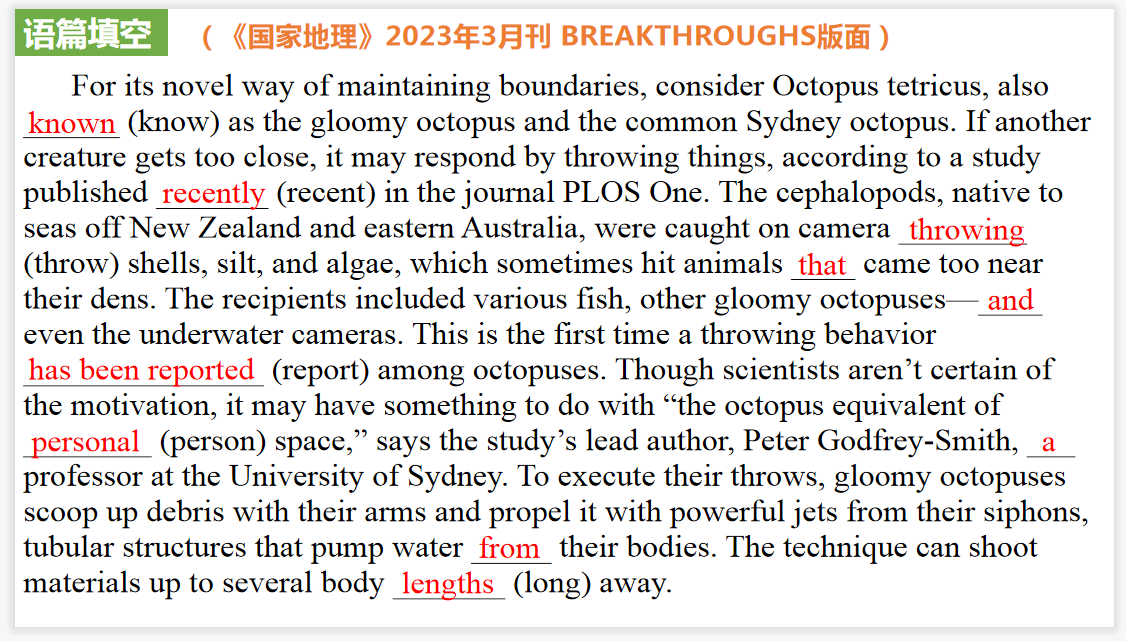 语篇填空 （《国家地理》2023年3月刊 BREAKTHROUGHS版面）
For its novel way of maintaining boundaries, consider Octopus tetricus, also
known (know) as the gloomy octopus and the common Sydney octopus. If another
creature gets too close, it may respond by throwing things, according to a study
published recently (recent) in the journal PLOS One. The cephalopods, native to
seas off New Zealand and eastern Australia, were caught on camera throwing
(throw) shells, silt, and algae, which sometimes hit animals that came too near
their dens. The recipients included various fish, other gloomy octopuses—and
even the underwater cameras. This is the first time a throwing behavior
has been reported (report) among octopuses. Though scientists aren’t certain of
the motivation, it may have something to do with “the octopus equivalent of
personal (person) space,” says the study’s lead author, Peter Godfrey-Smith, a
professor at the University of Sydney. To execute their throws, gloomy octopuses
scoop up debris with their arms and propel it with powerful jets from their siphons,
tubular structures that pump water from their bodies. The technique can shoot
materials up to several body lengths (long) away.